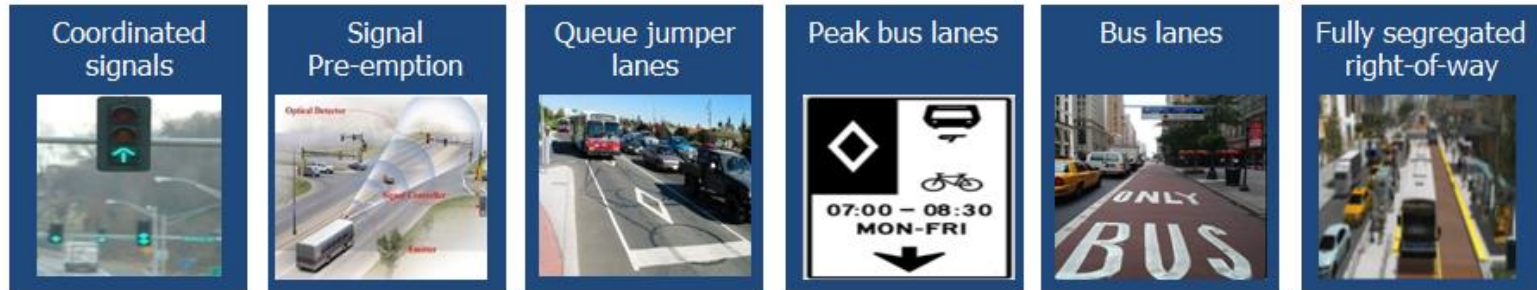 Coordinated
signals
Signal
Pre-emption
Queue jumper
lanes
Peak bus lanes
Bus lanes
Fully segregated
right-of-way
Optical Detector
Signal Controller
Emitter
07:00 – 08:30
MON-FRI
ONLY
BUS